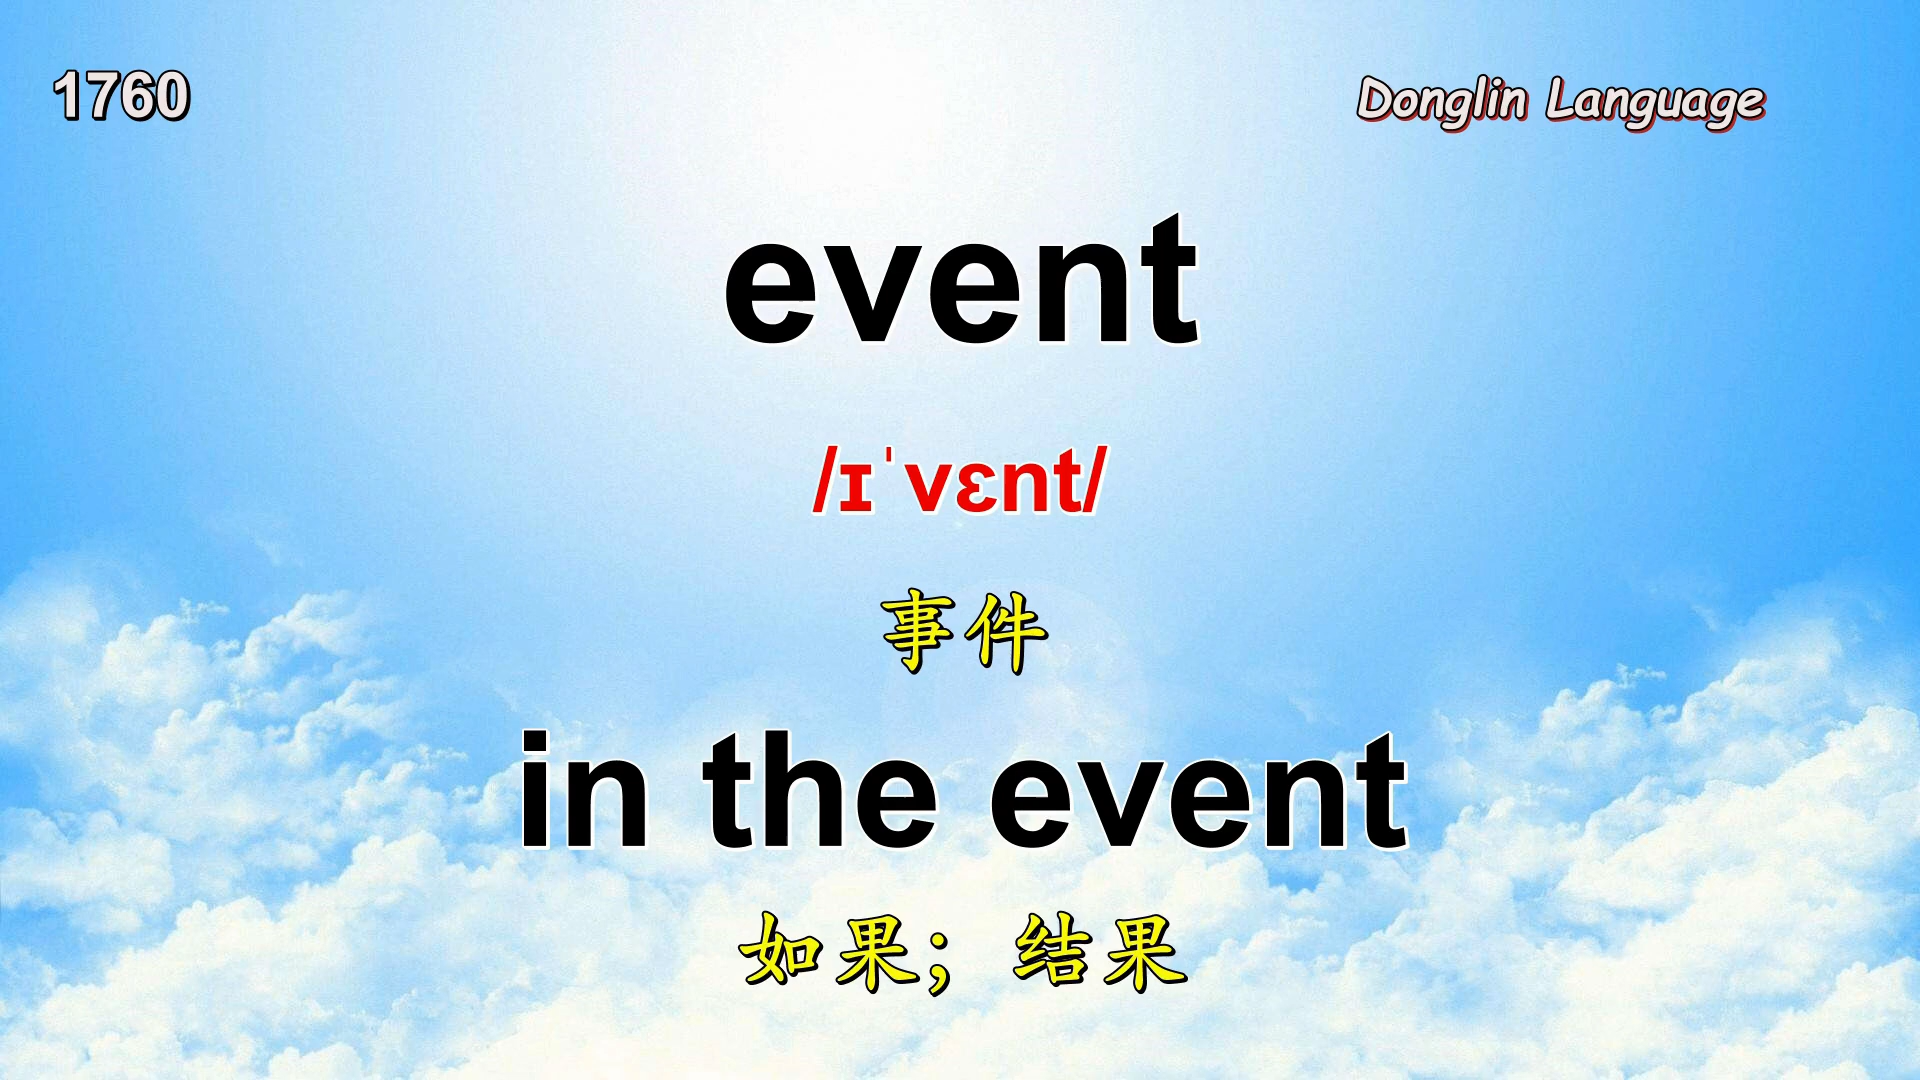 1760
Donglin Language
event
/ɪˈvɛnt/
事件
in the event
如果；结果